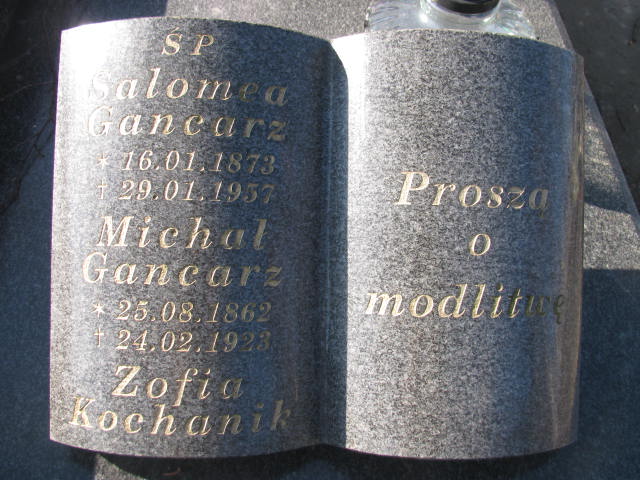 ŚP
Salomea
Gancarz
* 16.01.1873
† 29.01.1957
Michał
Gancarz
* 25.08.1862
† 24.02.1923
Zofia
Kochanik
Proszą
o
modlitwę